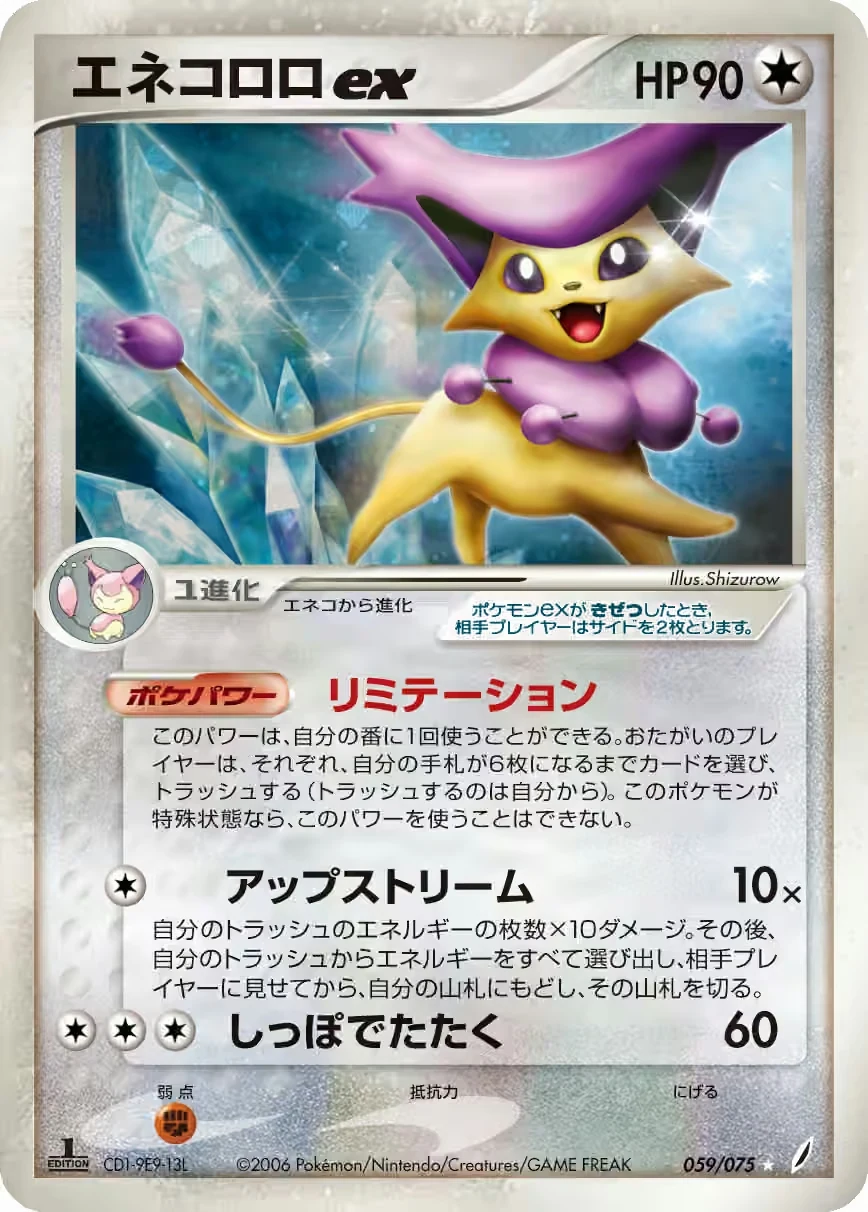 エネコロロex HP90
Illus.Shizurow
1進化
エネコから進化
ポケモンexが きぜつしたとき、
相手プレイヤーはサイドを2枚とります。
ポケパワー リミテーション
このパワーは、自分の番に1回使うことができる。おたがいのプレ
イヤーは、それぞれ、自分の手札が6枚になるまでカードを選び、
トラッシュする(トラッシュするのは自分から)。このポケモンが
特殊状態なら、このパワーを使うことはできない。
アップストリーム 10×
自分のトラッシュのエネルギーの枚数×10ダメージ。その後、
自分のトラッシュからエネルギーをすべて選び出し、相手プレ
イヤーに見せてから、自分の山札にもどし、その山札を切る。
しっぽでたたく 60
弱点 抵抗力 にげる
1 EDITION CD1-9E9-13L ©2006 Pokémon/Nintendo/Creatures/GAME FREAK 059/075 ★